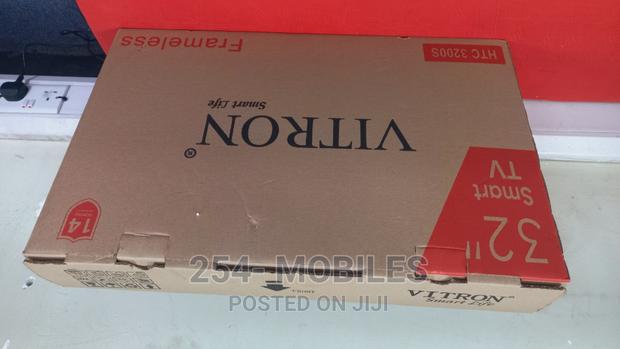 Frameless
HTC 3200S
VITRON®
Smart Life
32"
Smart
TV
14
VITRON
Smart Life
254- MOBILES
POSTED ON JIJI